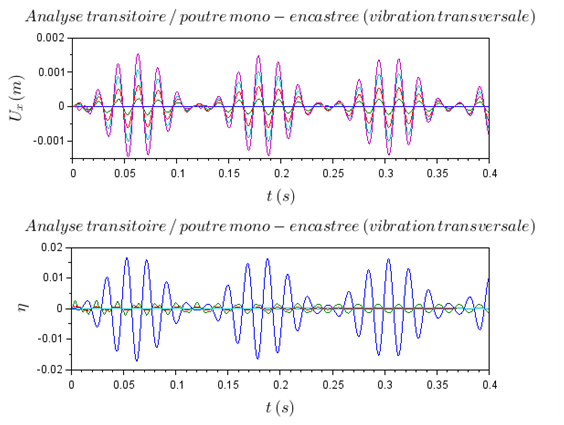 Analyse transitoire / poutre mono − encastree (vibration transversale)
0.002
0.001
0
-0.001
U_x (m)
0 0.05 0.1 0.15 0.2 0.25 0.3 0.35 0.4
t (s)
Analyse transitoire / poutre mono − encastree (vibration transversale)
0.02
0.01
0
-0.01
-0.02
η
0 0.05 0.1 0.15 0.2 0.25 0.3 0.35 0.4
t (s)